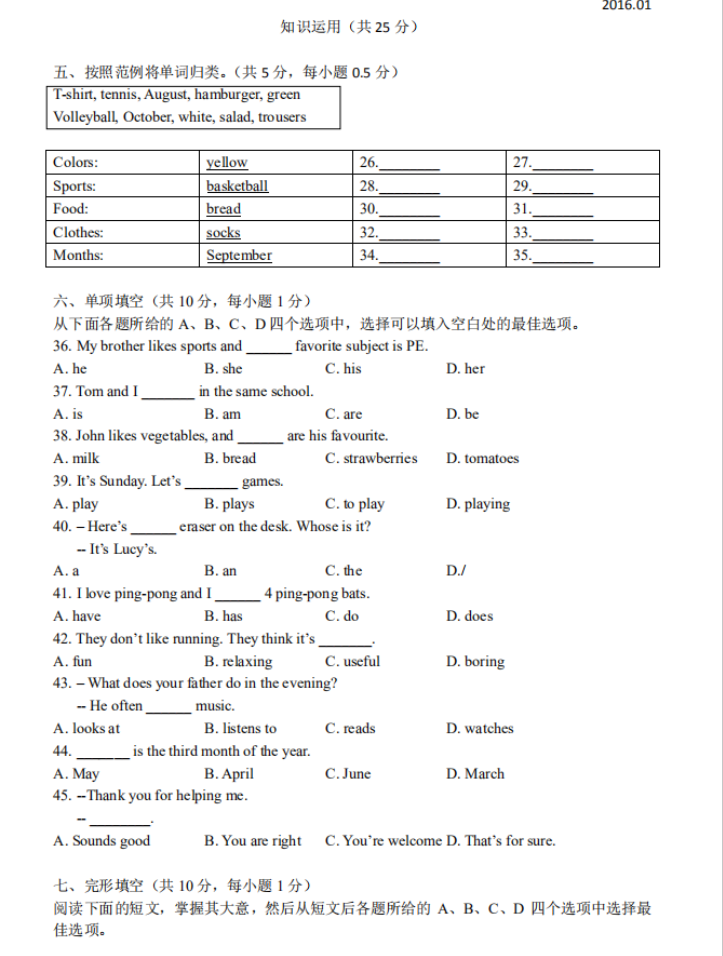 2016.01
知识运用（共 25 分）
五、按照范例将单词归类。（共 5 分，每小题 0.5 分）
T-shirt, tennis, August, hamburger, green
Volleyball, October, white, salad, trousers
Colors: yellow 26.________ 27.________
Sports: basketball 28.________ 29.________
Food: bread 30.________ 31.________
Clothes: socks 32.________ 33.________
Months: September 34.________ 35.________
六、单项填空（共 10 分，每小题 1 分）
从下面各题所给的 A、B、C、D 四个选项中，选择可以填入空白处的最佳选项。
36. My brother likes sports and ______ favorite subject is PE.
A. he B. she C. his D. her
37. Tom and I _______ in the same school.
A. is B. am C. are D. be
38. John likes vegetables, and ______ are his favourite.
A. milk B. bread C. strawberries D. tomatoes
39. It’s Sunday. Let’s _______ games.
A. play B. plays C. to play D. playing
40. – Here’s ______ eraser on the desk. Whose is it?
-- It’s Lucy’s.
A. a B. an C. the D./
41. I love ping-pong and I ______ 4 ping-pong bats.
A. have B. has C. do D. does
42. They don’t like running. They think it’s _______.
A. fun B. relaxing C. useful D. boring
43. – What does your father do in the evening?
-- He often ______ music.
A. looks at B. listens to C. reads D. watches
44. _______ is the third month of the year.
A. May B. April C. June D. March
45. --Thank you for helping me.
-- ________.
A. Sounds good B. You are right C. You’re welcome D. That’s for sure.
七、完形填空（共 10 分，每小题 1 分）
阅读下面的短文，掌握其大意，然后从短文后各题所给的 A、B、C、D 四个选项中选择最
佳选项。